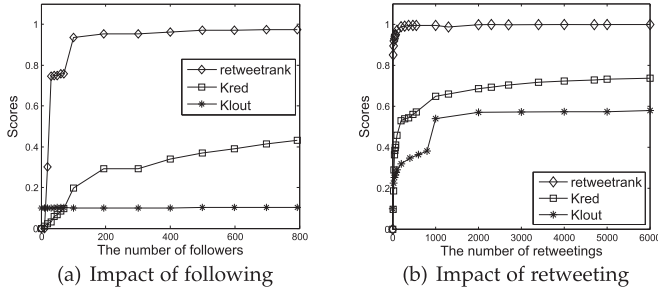 1
0.8
0.6
0.4
0.2
0
Scores
retweetrank
Kred
Klout
0 200 400 600 800
The number of followers
(a) Impact of following
1
0.8
0.6
0.4
0.2
0
Scores
retweetrank
Kred
Klout
0 1000 2000 3000 4000 5000 6000
The number of retweetings
(b) Impact of retweeting